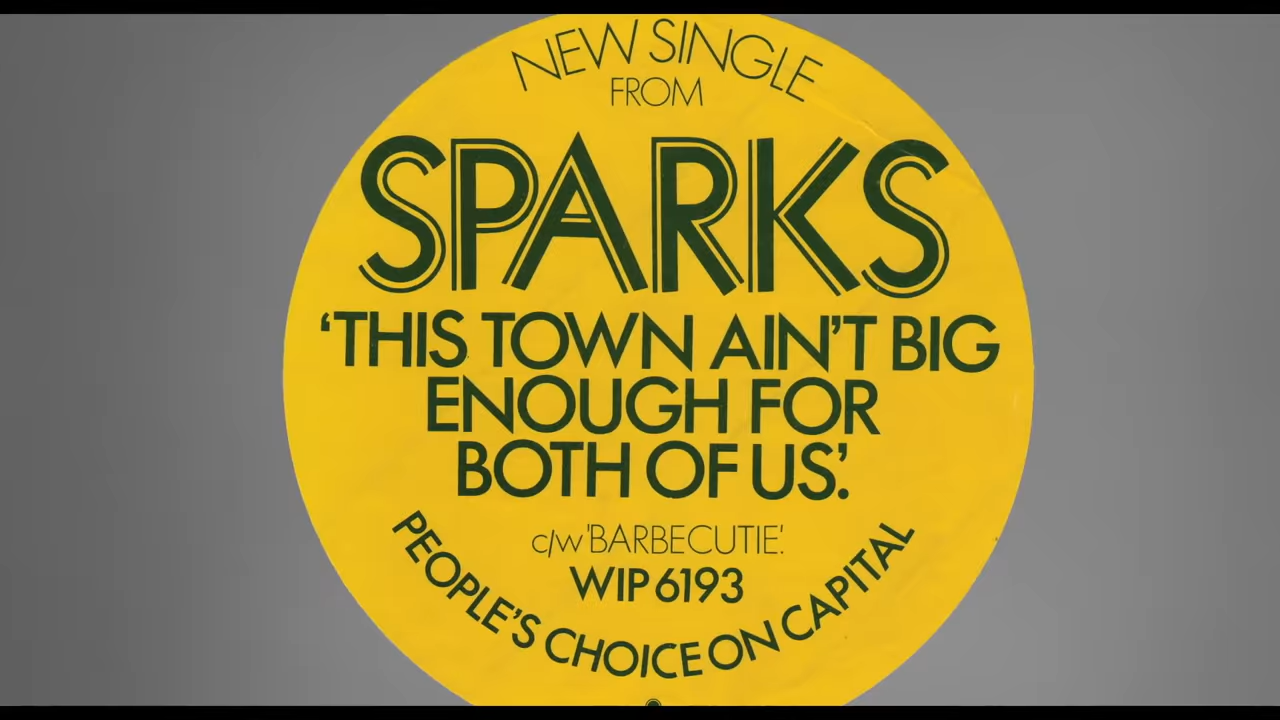 NEW SINGLE
FROM
SPARKS
‘THIS TOWN AIN’T BIG
ENOUGH FOR
BOTH OF US’.
c/w ‘BARBECUTIE’.
WIP 6193
PEOPLE’S CHOICE ON CAPITAL